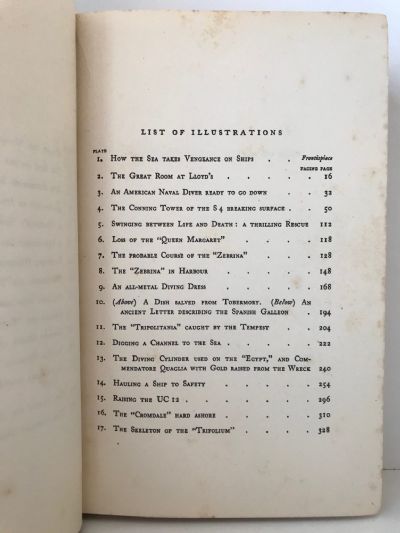 LIST OF ILLUSTRATIONS
PLATE
1. HOW THE SEA TAKES VENGEANCE ON SHIPS . . Frontispiece
FACING PAGE
2. THE GREAT ROOM AT LLOYD'S . . . . 16
3. AN AMERICAN NAVAL DIVER READY TO GO DOWN . . 32
4. THE CONNING TOWER OF THE S 4 BREAKING SURFACE . . 50
5. SWINGING BETWEEN LIFE AND DEATH : A THRILLING RESCUE 112
6. LOSS OF THE "QUEEN MARGARET" . . . . 118
7. THE PROBABLE COURSE OF THE "ZEBRINA" . . . 128
8. THE "ZEBRINA" IN HARBOUR . . . . 148
9. AN ALL-METAL DIVING DRESS . . . . 168
10. (Above) A DISH SALVED FROM TOBERMORY. (Below) AN
ANCIENT LETTER DESCRIBING THE SPANISH GALLEON . 194
11. THE "TRIPOLITANIA" CAUGHT BY THE TEMPEST . . 204
12. DIGGING A CHANNEL TO THE SEA . . . . 222
13. THE DIVING CYLINDER USED ON THE "EGYPT," AND COM-
MENDATORE QUAGLIA WITH GOLD RAISED FROM THE WRECK 240
14. HAULING A SHIP TO SAFETY . . . . 254
15. RAISING THE UC 12 . . . . . . 296
16. THE "CROMDALE" HARD ASHORE . . . . 310
17. THE SKELETON OF THE "TRIFOLIUM" . . . 328